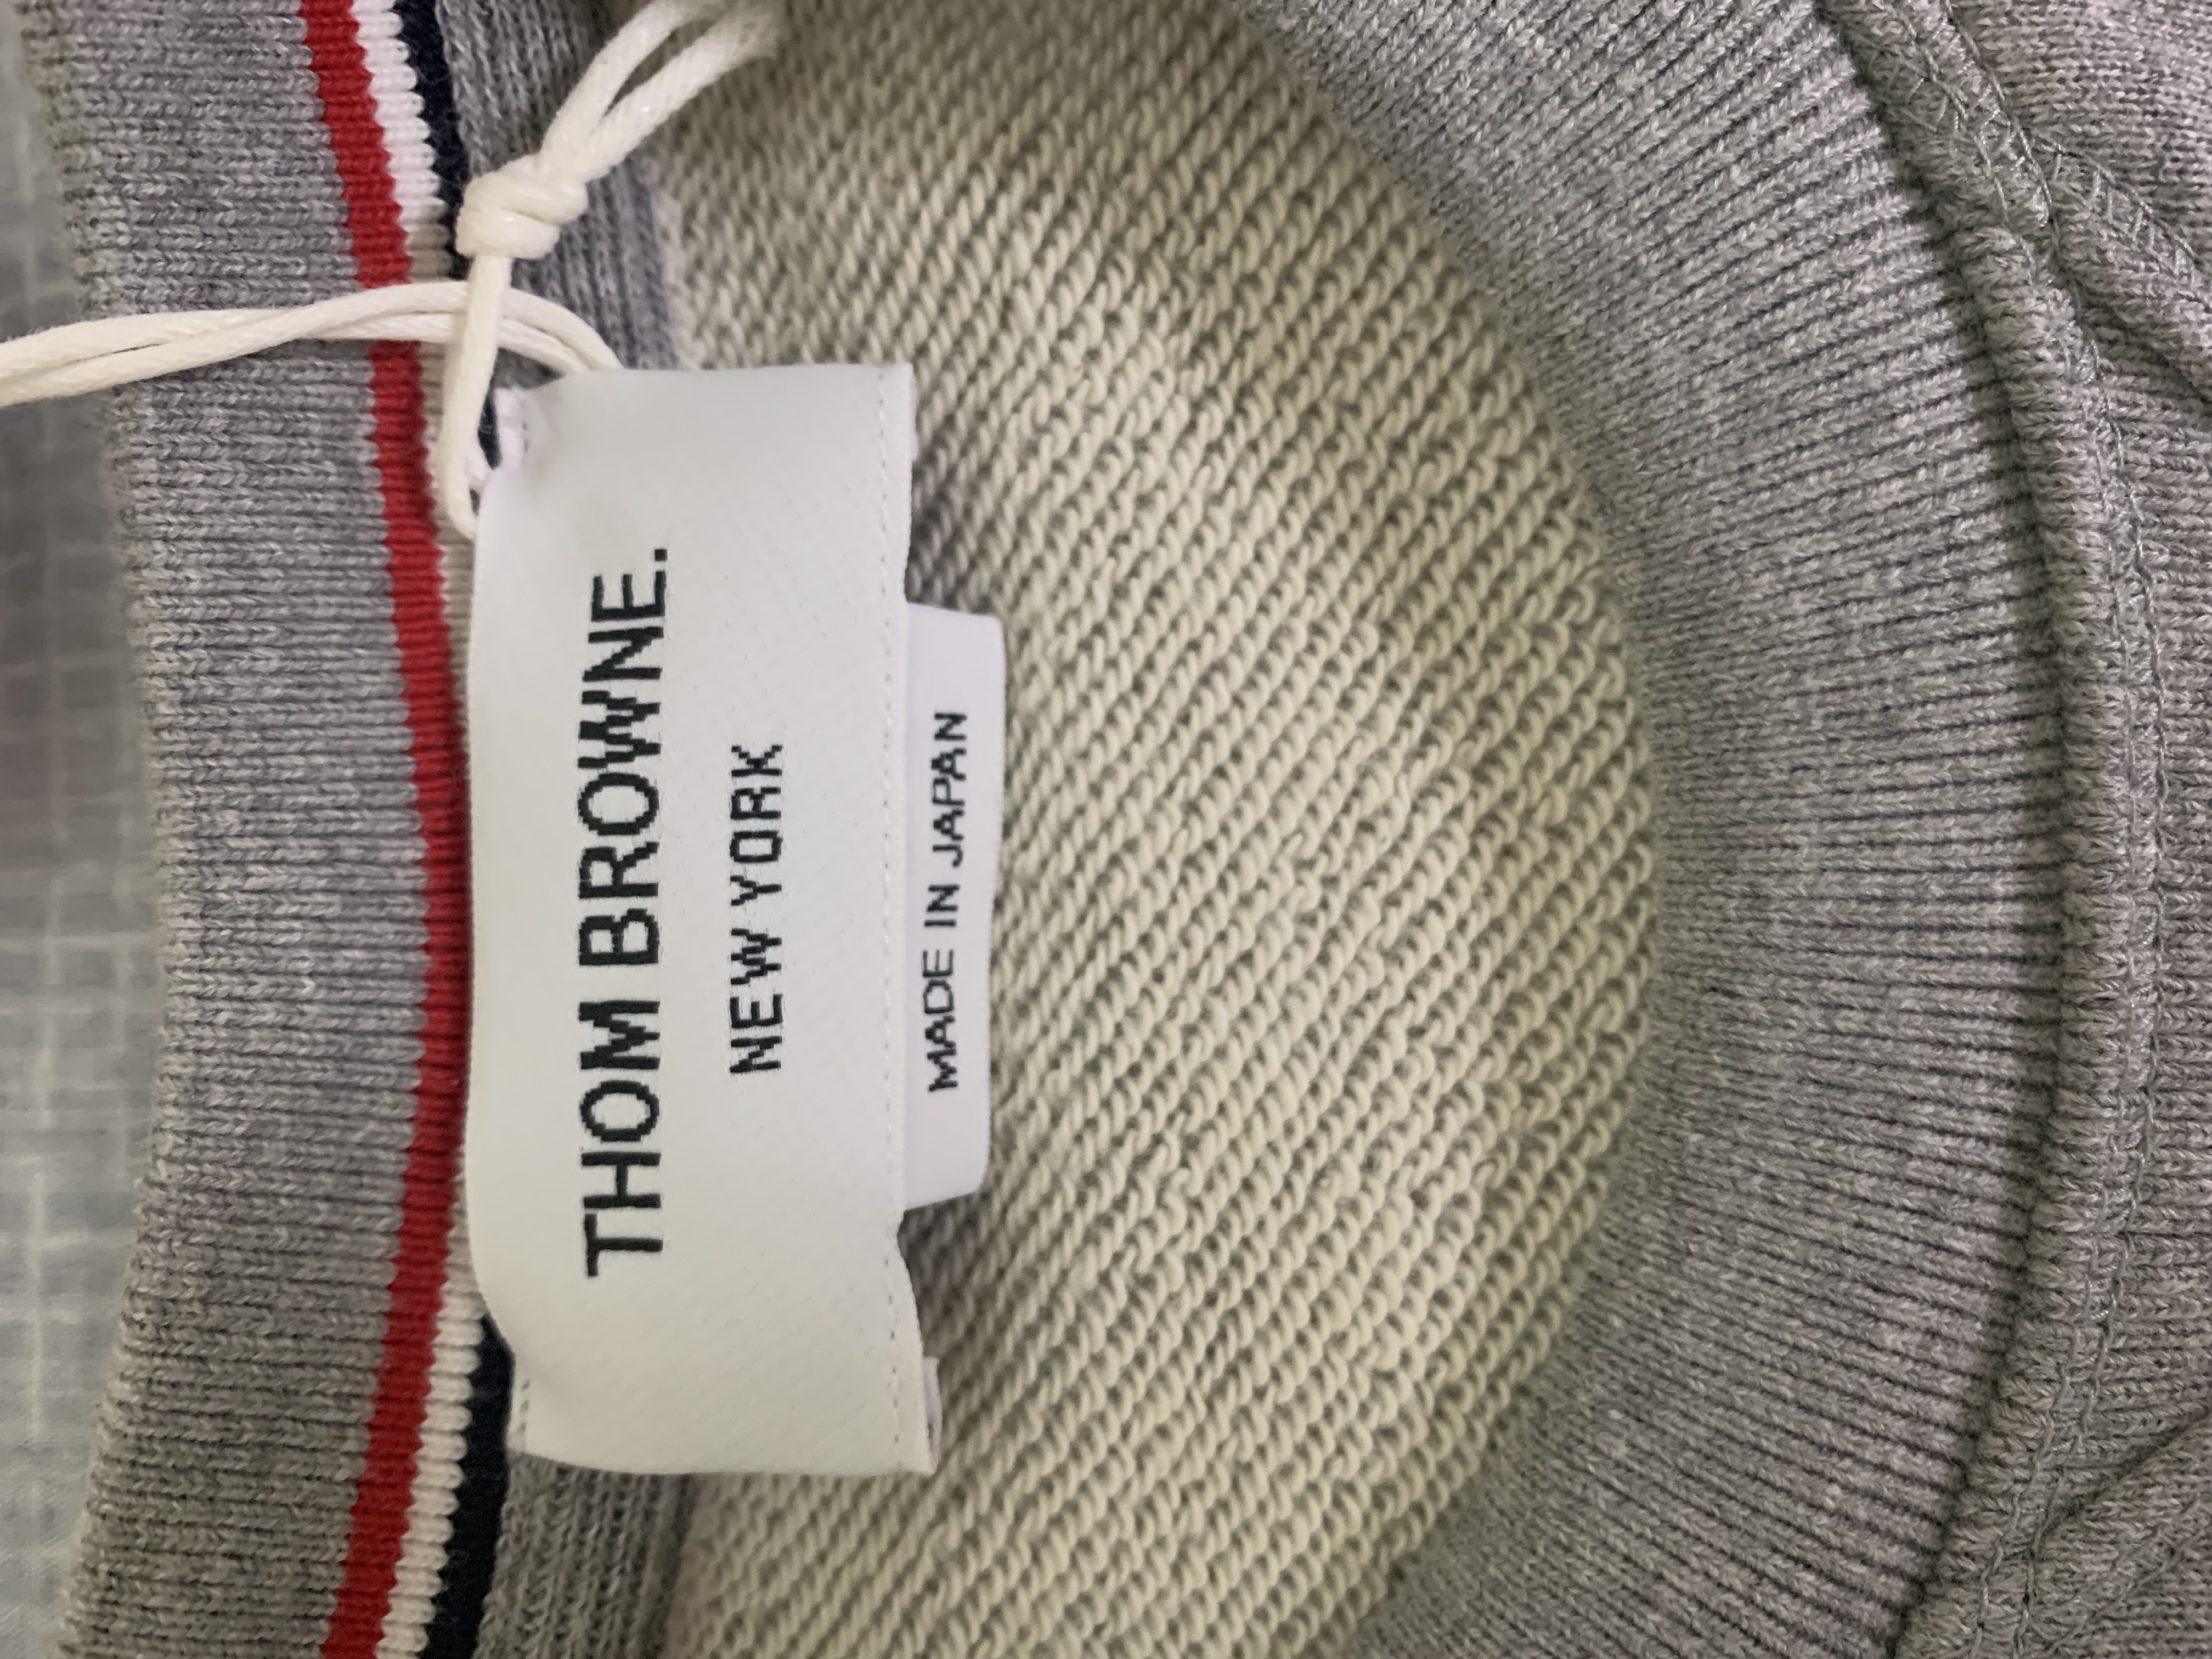 THOM BROWNE.
NEW YORK
MADE IN JAPAN